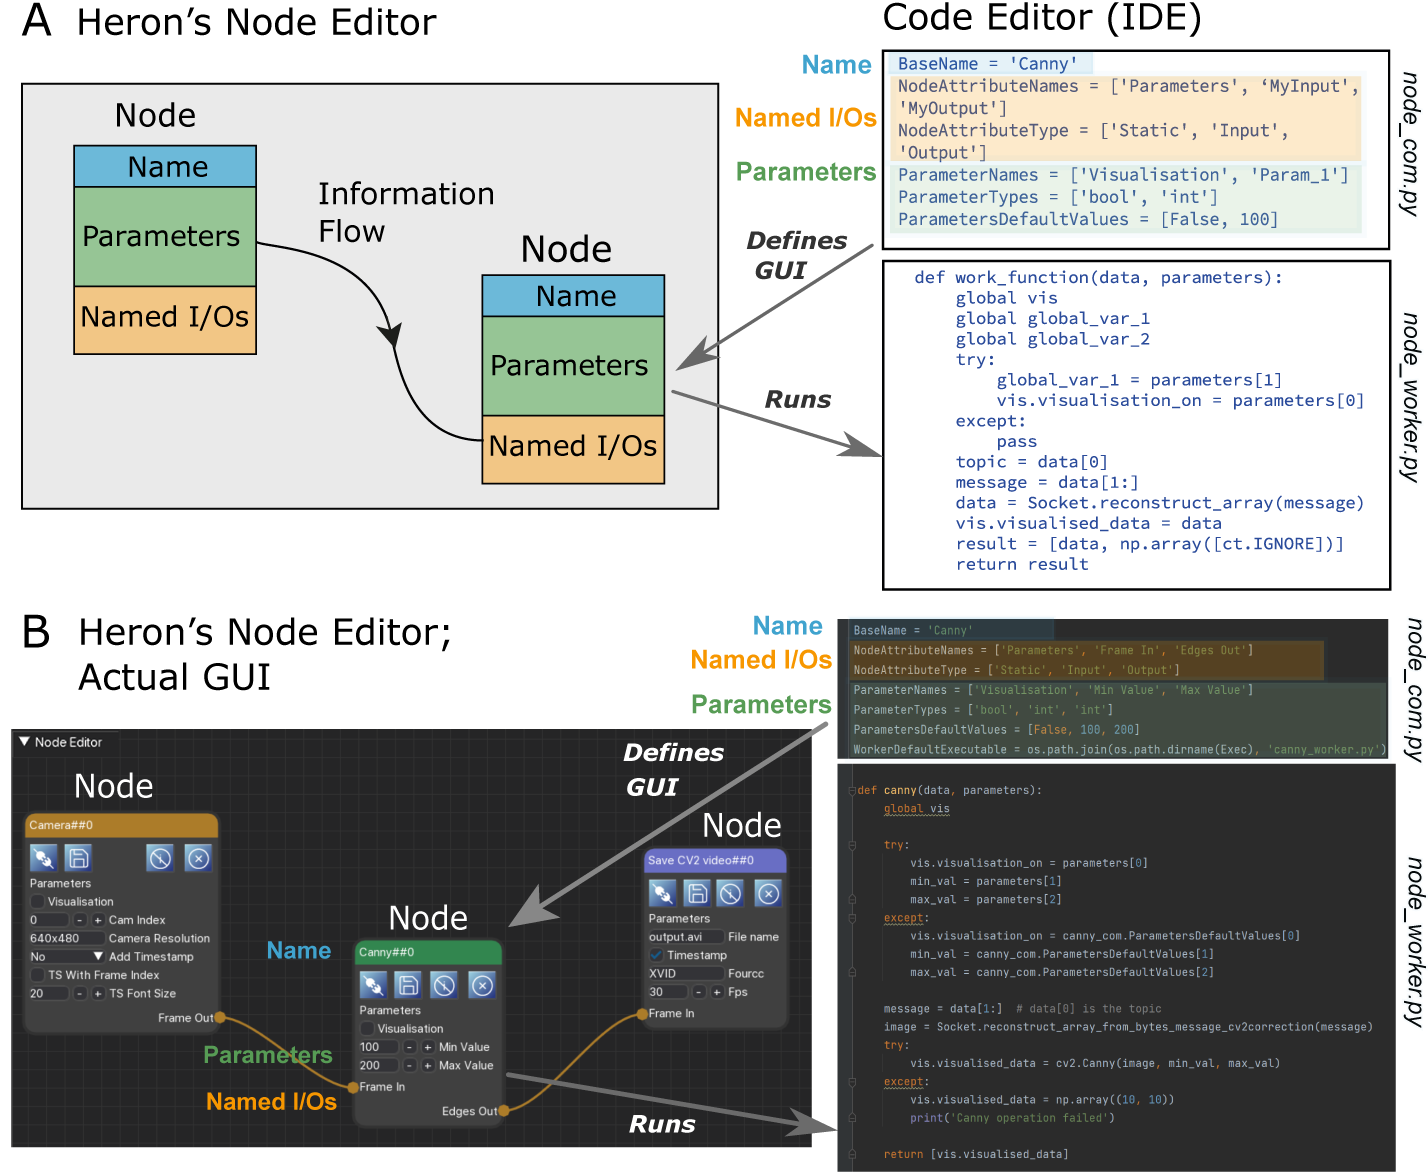 A Heron's Node Editor
Code Editor (IDE)
Node
Name
Parameters
Named I/Os
Information
Flow
Node
Name
Parameters
Named I/Os
Name
Named I/Os
Parameters
Defines
GUI
Runs
BaseName = 'Canny'
NodeAttributeNames = ['Parameters', ‘MyInput',
'MyOutput']
NodeAttributeType = ['Static', 'Input',
'Output']
ParameterNames = ['Visualisation', 'Param_1']
ParameterTypes = ['bool', 'int']
ParametersDefaultValues = [False, 100]
node_com.py
def work_function(data, parameters):
global vis
global global_var_1
global global_var_2
try:
global_var_1 = parameters[1]
vis.visualisation_on = parameters[0]
except:
pass
topic = data[0]
message = data[1:]
data = Socket.reconstruct_array(message)
vis.visualised_data = data
result = [data, np.array([ct.IGNORE])]
return result
node_worker.py
B Heron's Node Editor;
Actual GUI
Name
Named I/Os
Parameters
Defines
GUI
Node Editor
Node
Camera##0
Parameters
Visualisation
0 - + Cam Index
640x480 Camera Resolution
No Add Timestamp
TS With Frame Index
20 - + TS Font Size
Frame Out
Name
Parameters
Named I/Os
Node
Canny##0
Parameters
Visualisation
100 - + Min Value
200 - + Max Value
Frame In
Edges Out
Node
Save CV2 video##0
Parameters
output.avi File name
Timestamp
XVID Fourcc
30 - + Fps
Frame In
Runs
BaseName = 'Canny'
NodeAttributeNames = ['Parameters', 'Frame In', 'Edges Out']
NodeAttributeType = ['Static', 'Input', 'Output']
ParameterNames = ['Visualisation', 'Min Value', 'Max Value']
ParameterTypes = ['bool', 'int', 'int']
ParametersDefaultValues = [False, 100, 200]
WorkerDefaultExecutable = os.path.join(os.path.dirname(Exec), 'canny_worker.py')
node_com.py
def canny(data, parameters):
global vis
try:
vis.visualisation_on = parameters[0]
min_val = parameters[1]
max_val = parameters[2]
except:
vis.visualisation_on = canny_com.ParametersDefaultValues[0]
min_val = canny_com.ParametersDefaultValues[1]
max_val = canny_com.ParametersDefaultValues[2]
message = data[1:]  # data[0] is the topic
image = Socket.reconstruct_array_from_bytes_message_cv2correction(message)
try:
vis.visualised_data = cv2.Canny(image, min_val, max_val)
except:
vis.visualised_data = np.array((10, 10))
print('Canny operation failed')
return [vis.visualised_data]
node_worker.py